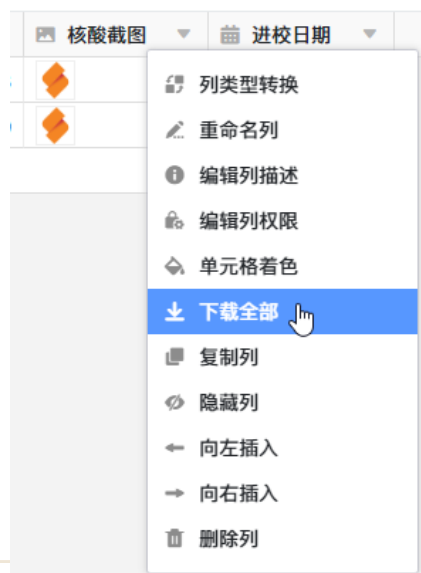 核酸截图 进校日期
列类型转换
重命名列
编辑列描述
编辑列权限
单元格着色
下载全部
复制列
隐藏列
向左插入
向右插入
删除列